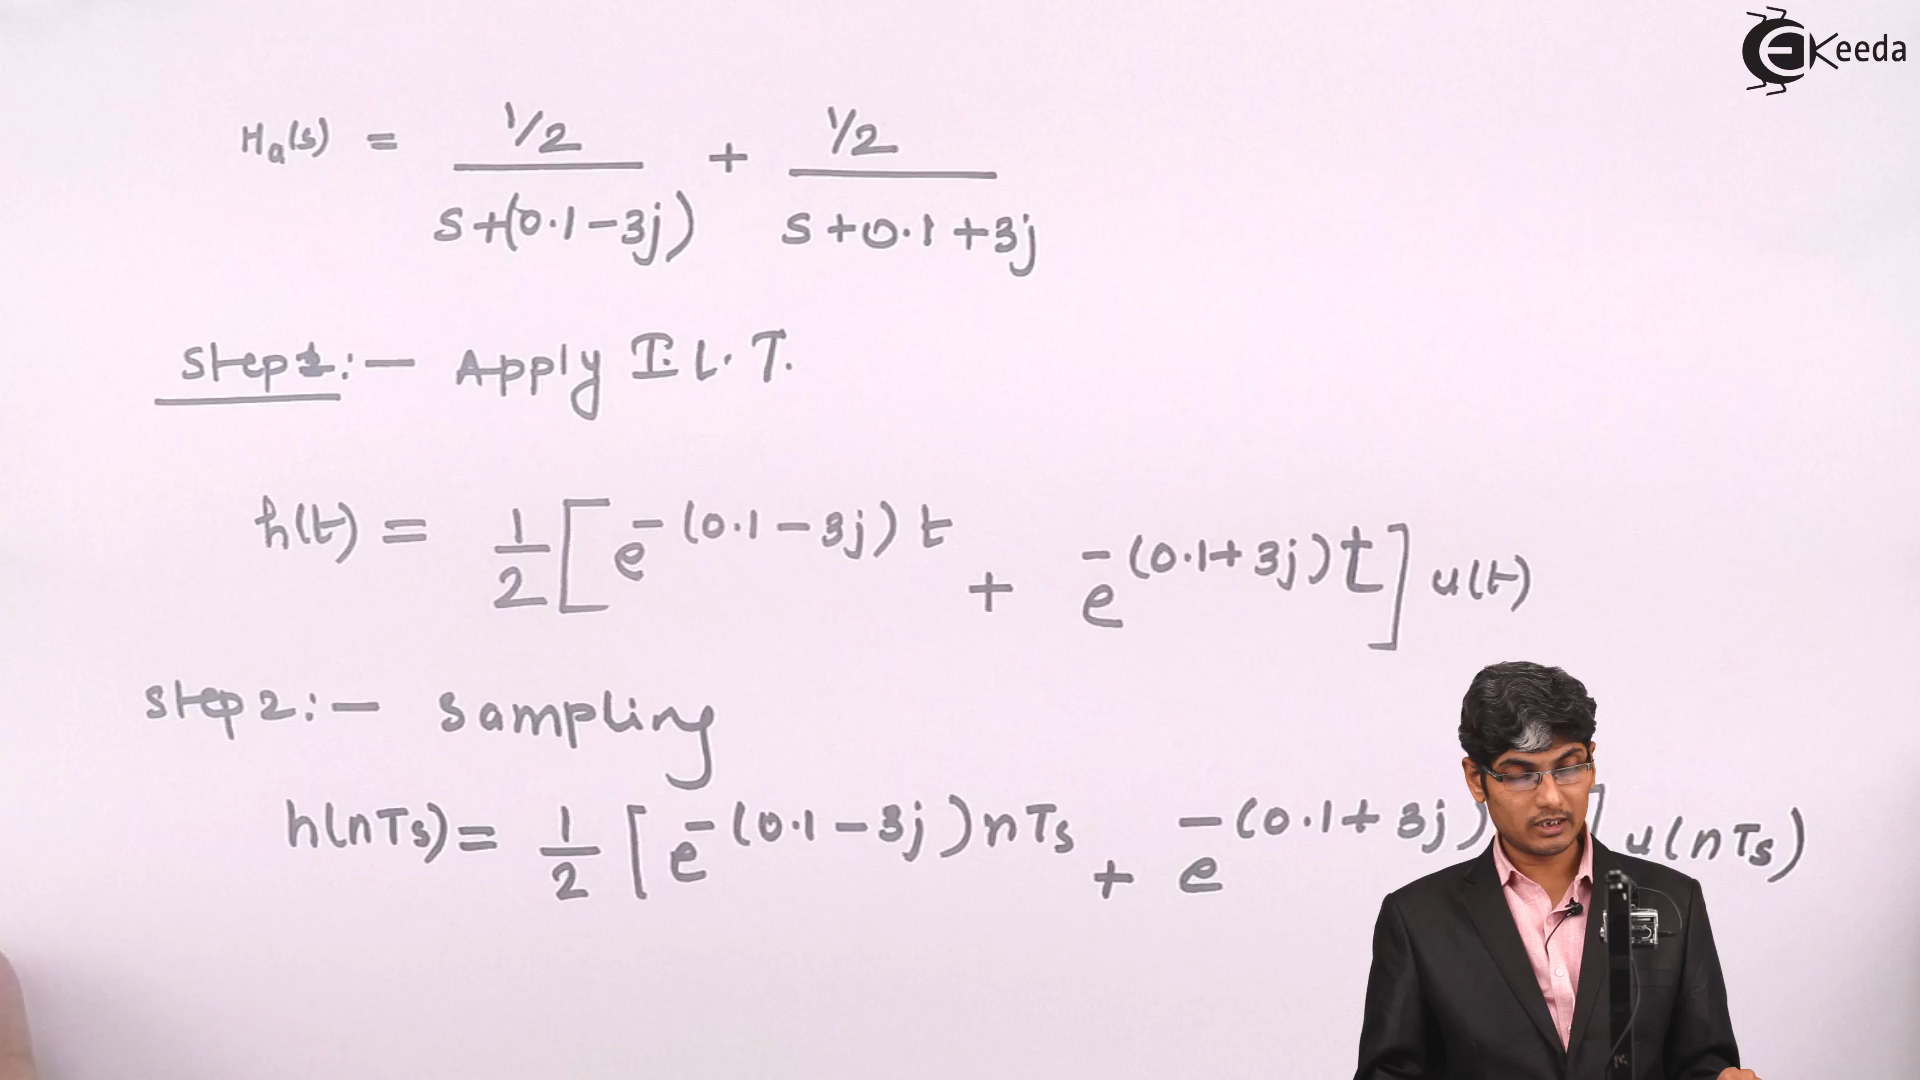 EKeeda
Ha(s) = 1/2 / s+(0.1-3j) + 1/2 / s+0.1+3j
Step 1:- Apply I.L.T.
h(t) = 1/2 [e^-(0.1-3j)t + e^-(0.1+3j)t] u(t)
Step 2:- Sampling
h(nTs) = 1/2 [e^-(0.1-3j)nTs + e^-(0.1+3j) ] u(nTs)